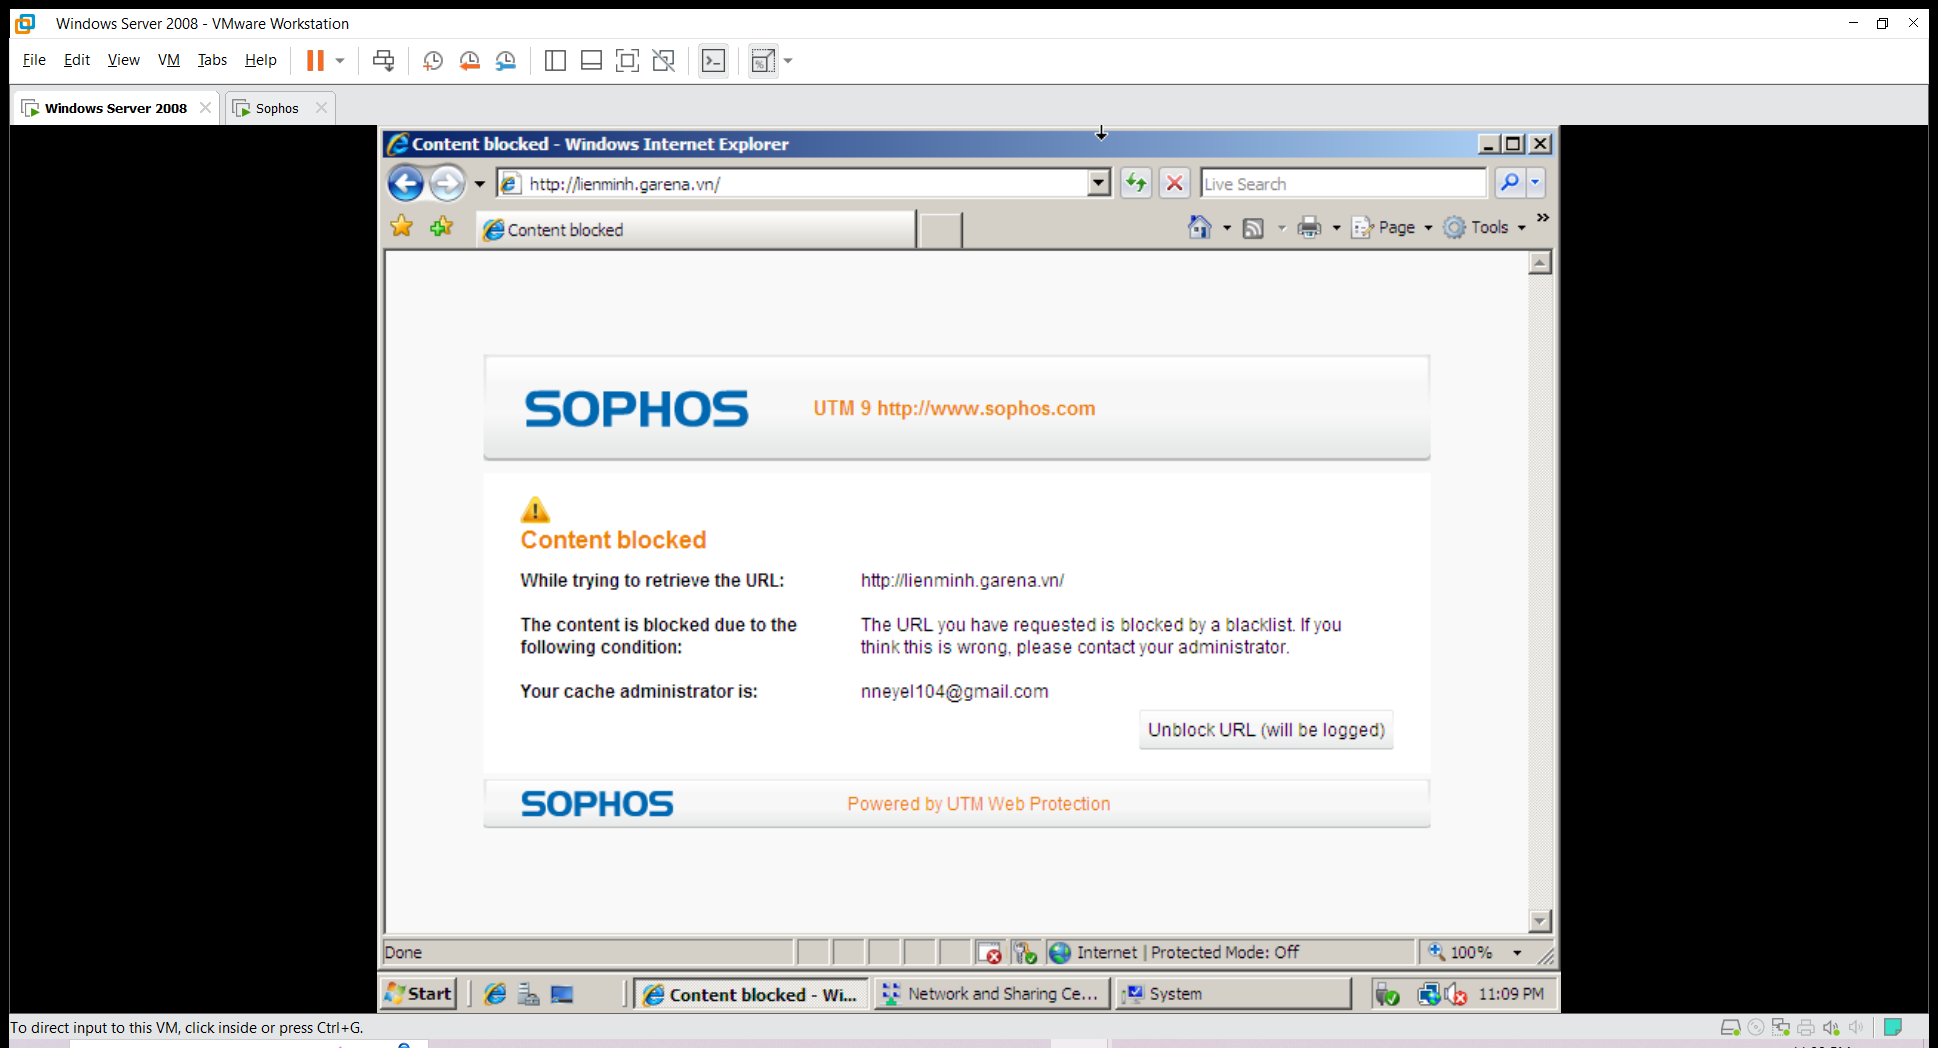 Windows Server 2008 - VMware Workstation
File Edit View VM Tabs Help
Windows Server 2008 Sophos
Content blocked - Windows Internet Explorer
http://lienminh.garena.vn/ Live Search
Content blocked Page Tools »
SOPHOS UTM 9 http://www.sophos.com
Content blocked
While trying to retrieve the URL: http://lienminh.garena.vn/
The content is blocked due to the The URL you have requested is blocked by a blacklist. If you
following condition: think this is wrong, please contact your administrator.
Your cache administrator is: nneyel104@gmail.com
Unblock URL (will be logged)
SOPHOS Powered by UTM Web Protection
Done Internet | Protected Mode: Off 100%
Start Content blocked - Wi... Network and Sharing Ce... System 11:09 PM
To direct input to this VM, click inside or press Ctrl+G.